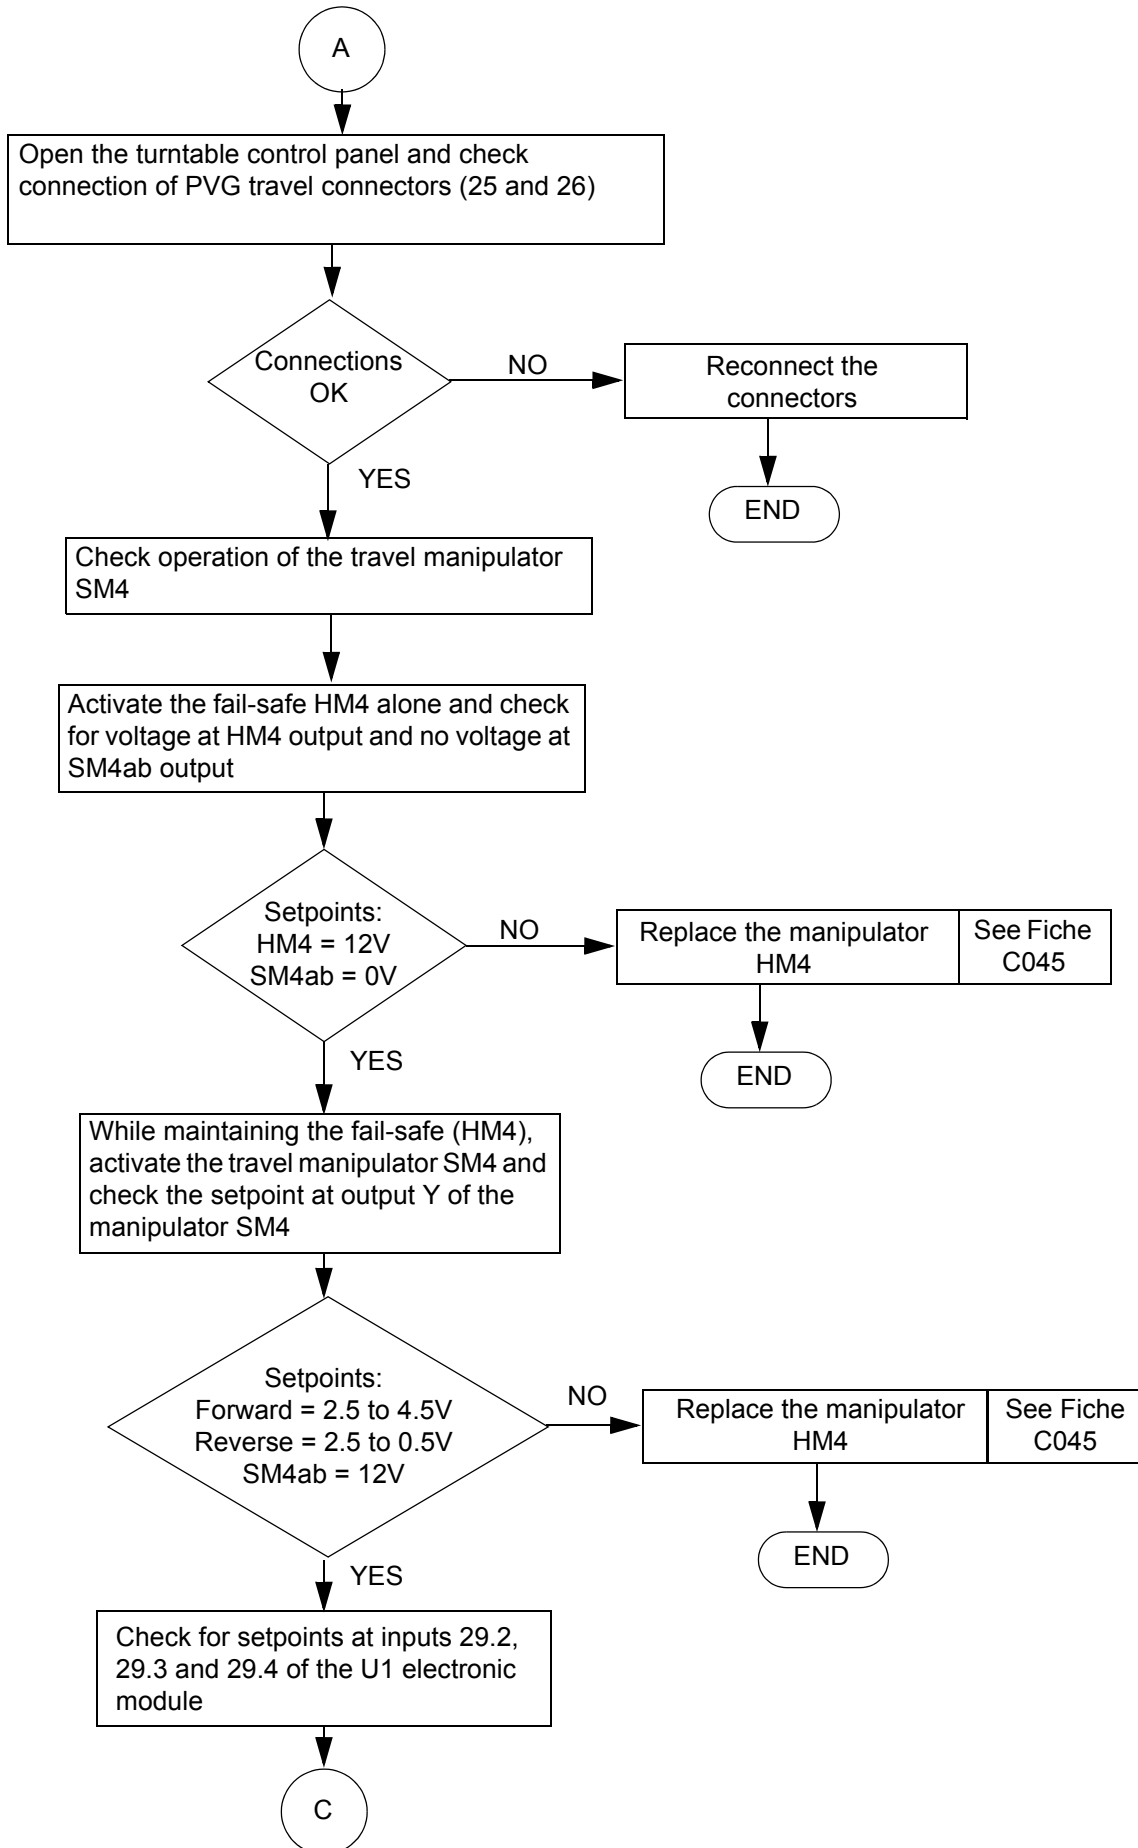 A
Open the turntable control panel and check
connection of PVG travel connectors (25 and 26)
Connections
OK
NO
Reconnect the
connectors
END
YES
Check operation of the travel manipulator
SM4
Activate the fail-safe HM4 alone and check
for voltage at HM4 output and no voltage at
SM4ab output
Setpoints:
HM4 = 12V
SM4ab = 0V
NO
Replace the manipulator
HM4
See Fiche
C045
END
YES
While maintaining the fail-safe (HM4),
activate the travel manipulator SM4 and
check the setpoint at output Y of the
manipulator SM4
Setpoints:
Forward = 2.5 to 4.5V
Reverse = 2.5 to 0.5V
SM4ab = 12V
NO
Replace the manipulator
HM4
See Fiche
C045
END
YES
Check for setpoints at inputs 29.2,
29.3 and 29.4 of the U1 electronic
module
C